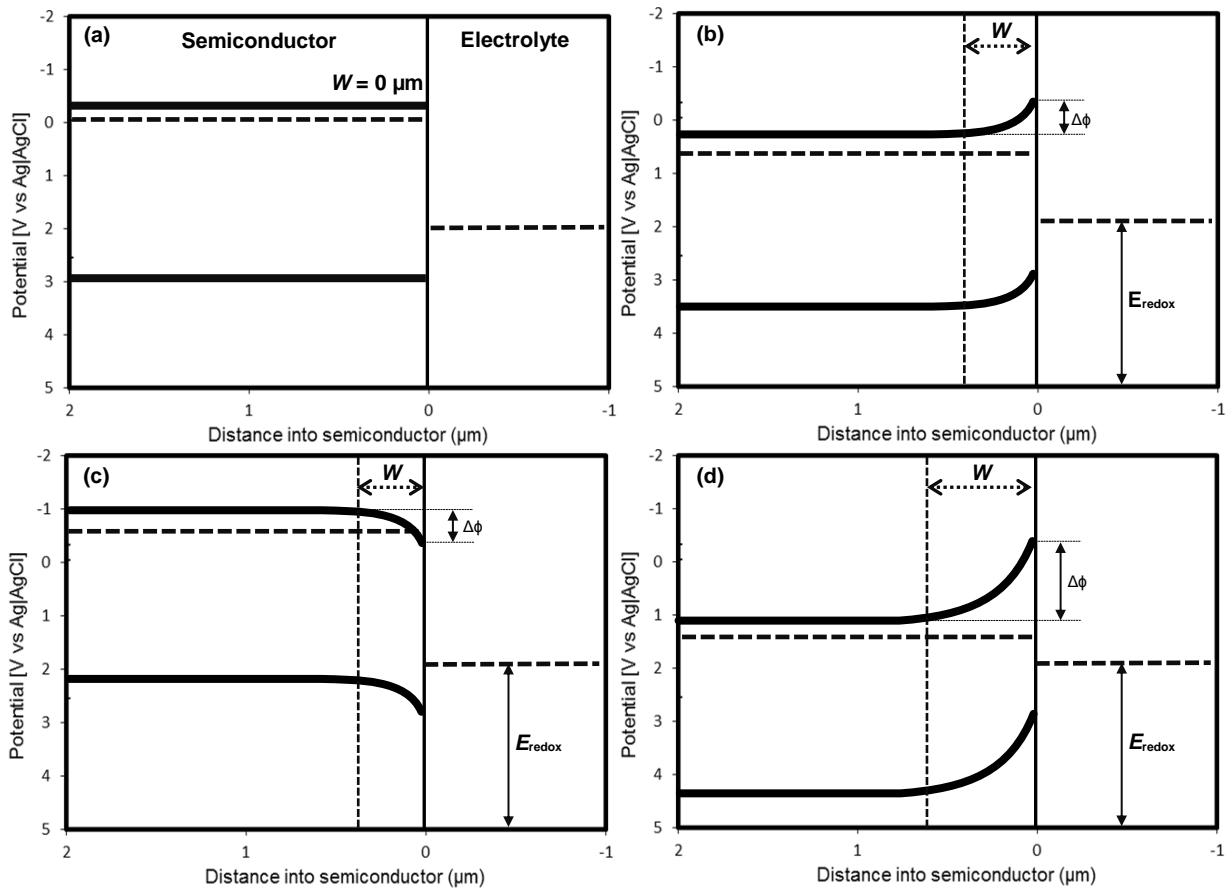 (a)
Semiconductor
Electrolyte
W = 0 µm
-2
-1
0
1
2
3
4
5
Potential [V vs Ag|AgCl]
2
1
0
-1
Distance into semiconductor (µm)
(b)
W
Δϕ
E redox
-2
-1
0
1
2
3
4
5
Potential [V vs Ag|AgCl]
2
1
0
-1
Distance into semiconductor (µm)
(c)
W
Δϕ
E redox
-2
-1
0
1
2
3
4
5
Potential [V vs Ag|AgCl]
2
1
0
-1
Distance into semiconductor (µm)
(d)
W
Δϕ
E redox
-2
-1
0
1
2
3
4
5
Potential [V vs Ag|AgCl]
2
1
0
-1
Distance into semiconductor (µm)